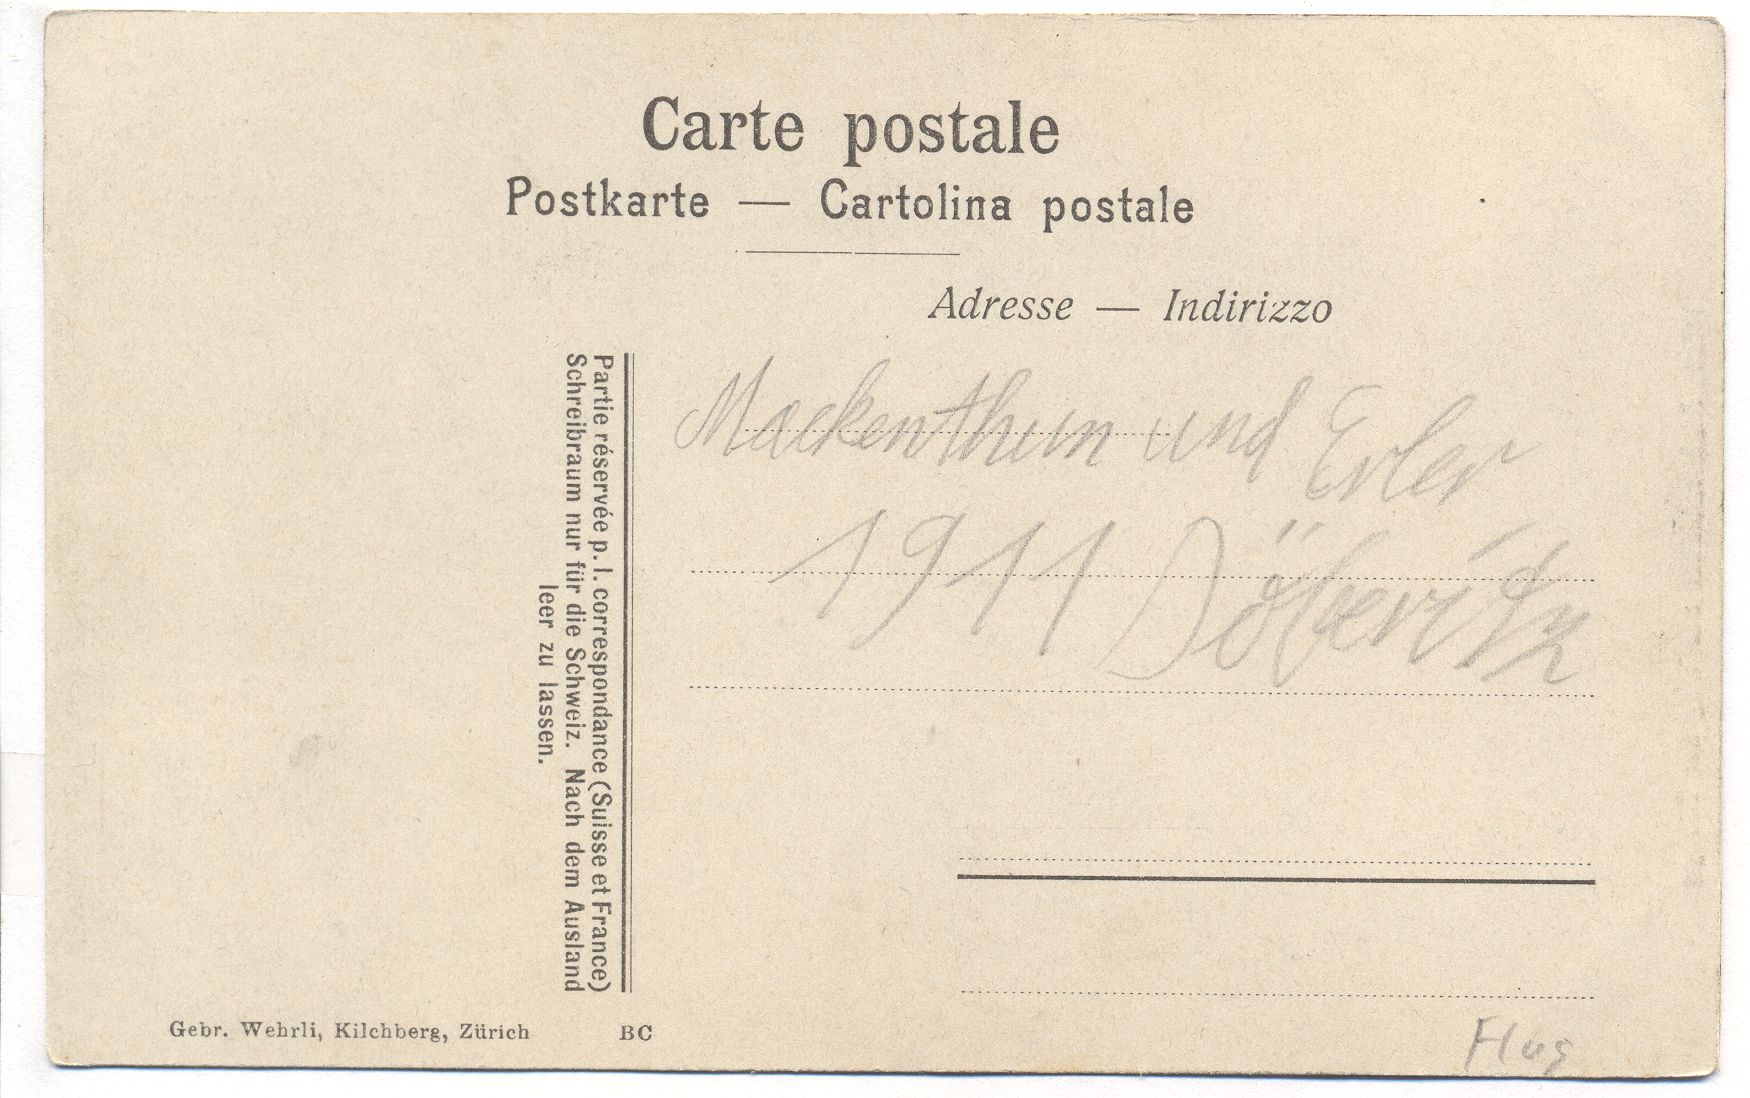 Carte postale
Postkarte — Cartolina postale
Adresse — Indirizzo
Partie réservée p. l. correspondance (Suisse et France)
Schreibraum nur für die Schweiz. Nach dem Ausland
leer zu lassen.
Mackenthun und Erler
1911 Döberitz
Gebr. Wehrli, Kilchberg, Zürich BC
Flug